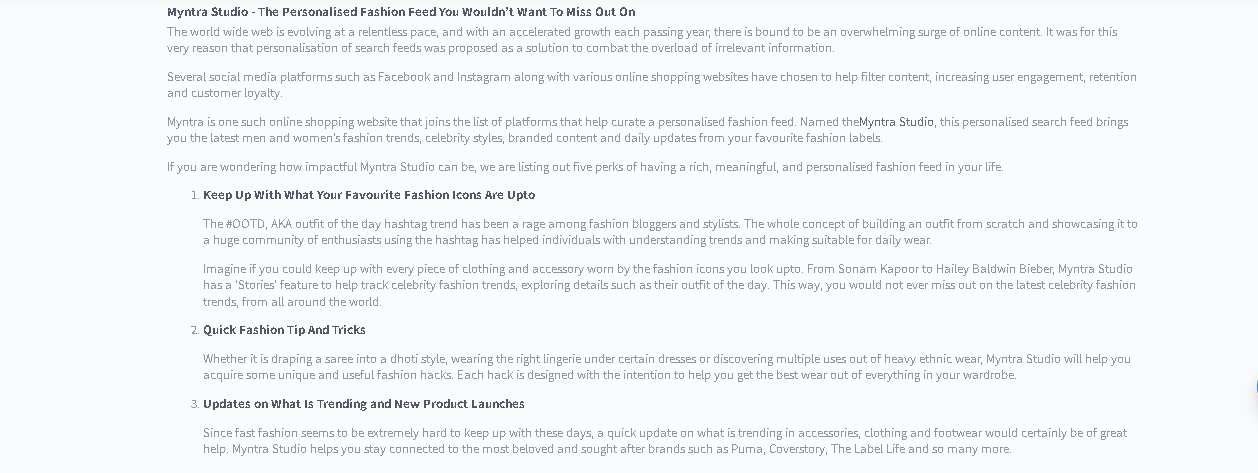 Myntra Studio - The Personalised Fashion Feed You Wouldn't Want To Miss Out On
The world wide web is evolving at a relentless pace, and with an accelerated growth each passing year, there is bound to be an overwhelming surge of online content. It was for this
very reason that personalisation of search feeds was proposed as a solution to combat the overload of irrelevant information.
Several social media platforms such as Facebook and Instagram along with various online shopping websites have chosen to help filter content, increasing user engagement, retention
and customer loyalty.
Myntra is one such online shopping website that joins the list of platforms that help curate a personalised fashion feed. Named theMyntra Studio, this personalised search feed brings
you the latest men and women's fashion trends, celebrity styles, branded content and daily updates from your favourite fashion labels.
If you are wondering how impactful Myntra Studio can be, we are listing out five perks of having a rich, meaningful, and personalised fashion feed in your life.
1. Keep Up With What Your Favourite Fashion Icons Are Upto
The #OOTD, AKA outfit of the day hashtag trend has been a rage among fashion bloggers and stylists. The whole concept of building an outfit from scratch and showcasing it to
a huge community of enthusiasts using the hashtag has helped individuals with understanding trends and making suitable for daily wear.
Imagine if you could keep up with every piece of clothing and accessory worn by the fashion icons you look upto. From Sonam Kapoor to Hailey Baldwin Bieber, Myntra Studio
has a 'Stories' feature to help track celebrity fashion trends, exploring details such as their outfit of the day. This way, you would not ever miss out on the latest celebrity fashion
trends, from all around the world.
2. Quick Fashion Tip And Tricks
Whether it is draping a saree into a dhoti style, wearing the right lingerie under certain dresses or discovering multiple uses out of heavy ethnic wear, Myntra Studio will help you
acquire some unique and useful fashion hacks. Each hack is designed with the intention to help you get the best wear out of everything in your wardrobe.
3. Updates on What Is Trending and New Product Launches
Since fast fashion seems to be extremely hard to keep up with these days, a quick update on what is trending in accessories, clothing and footwear would certainly be of great
help. Myntra Studio helps you stay connected to the most beloved and sought after brands such as Puma, Coverstory, The Label Life and so many more.